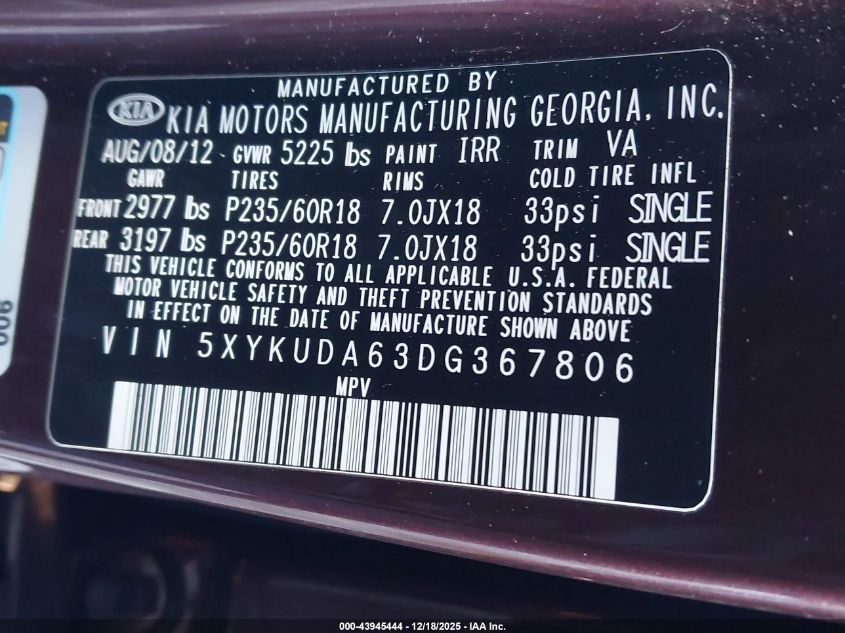 MANUFACTURED BY
KIA KIA MOTORS MANUFACTURING GEORGIA, INC.
AUG/08/12 GVWR 5225 lbs PAINT IRR TRIM VA
GAWR TIRES RIMS COLD TIRE INFL
FRONT 2977 lbs P235/60R18 7.0JX18 33psi SINGLE
REAR 3197 lbs P235/60R18 7.0JX18 33psi SINGLE
THIS VEHICLE CONFORMS TO ALL APPLICABLE U.S.A. FEDERAL
MOTOR VEHICLE SAFETY AND THEFT PREVENTION STANDARDS
IN EFFECT ON THE DATE OF MANUFACTURE SHOWN ABOVE
VIN 5XYKUDA63DG367806
MPV
000-43945444 - 12/18/2025 - IAA Inc.